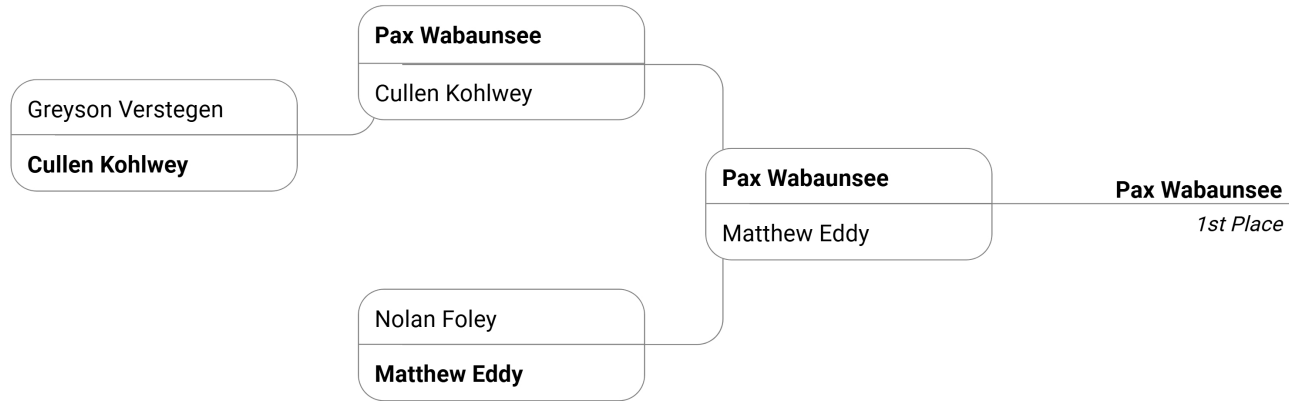 Greyson Verstegen
Cullen Kohlwey
Pax Wabaunsee
Cullen Kohlwey
Nolan Foley
Matthew Eddy
Pax Wabaunsee
Matthew Eddy
Pax Wabaunsee
1st Place